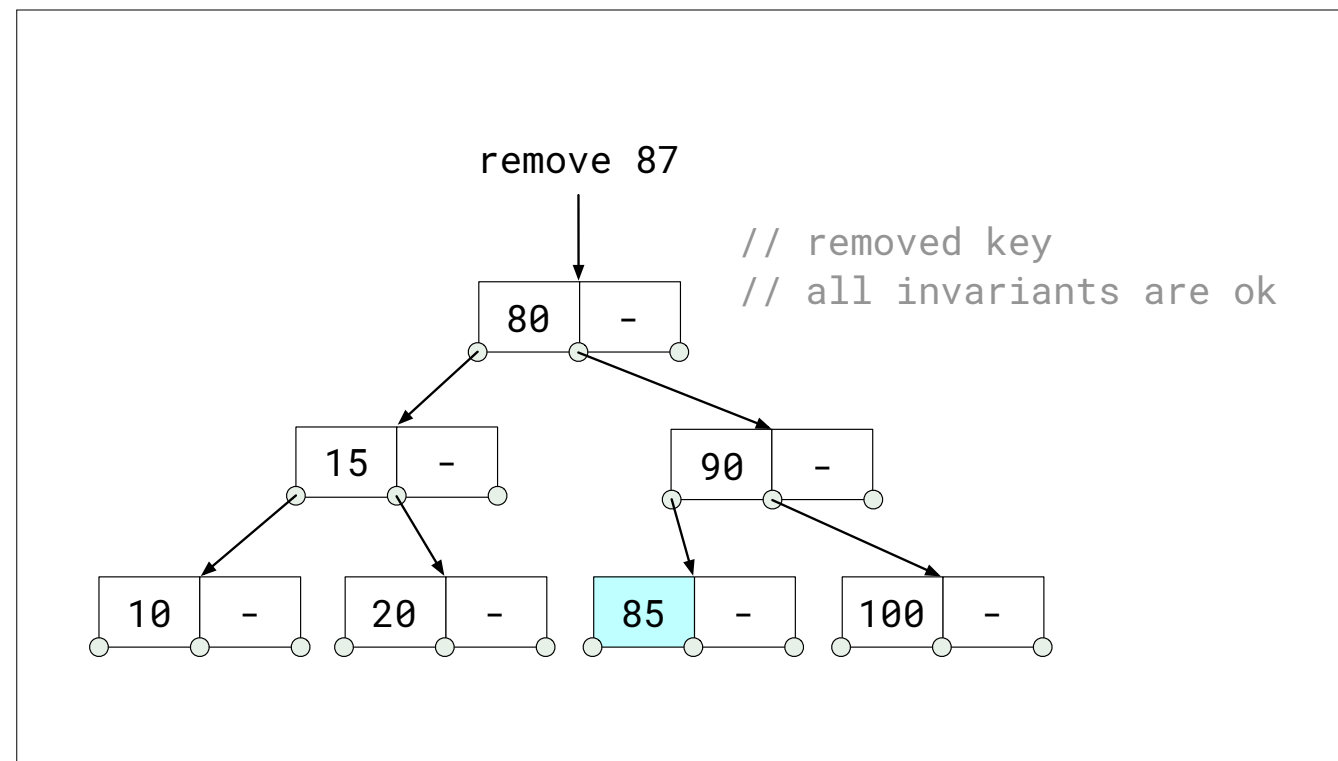 remove 87
// removed key
// all invariants are ok
80 -
15 -
90 -
10 -
20 -
85 -
100 -